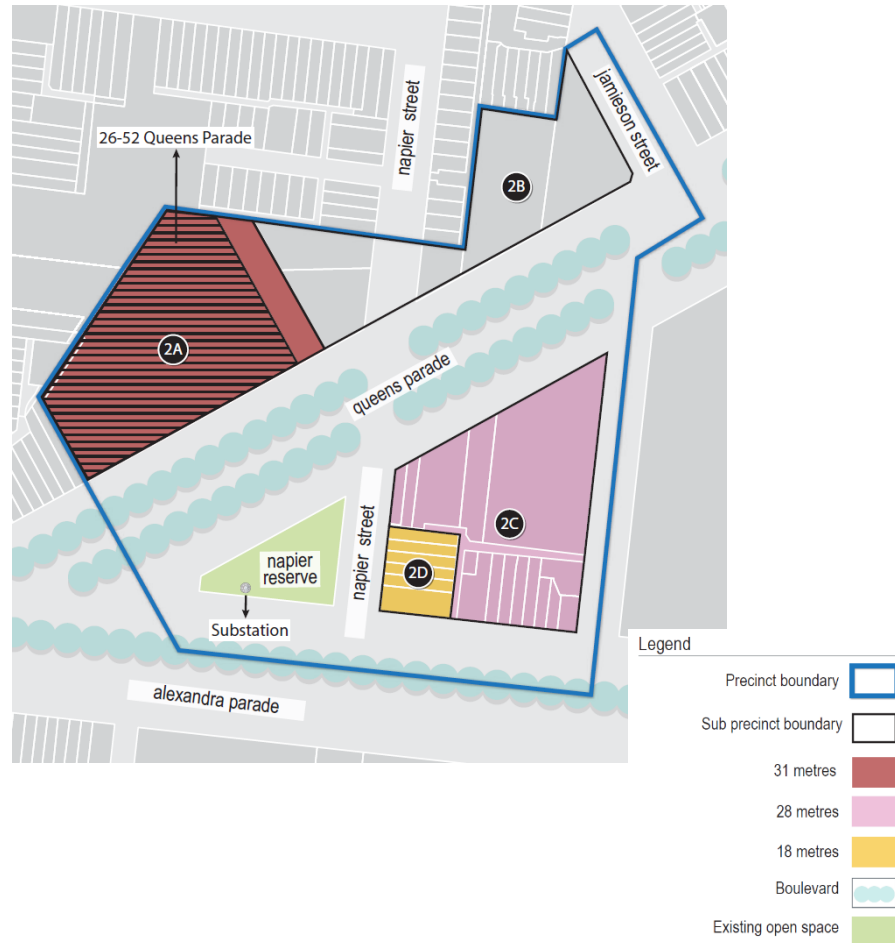 jamieson street
napier street
26-52 Queens Parade
2B
2A
queens parade
2C
napier street
napier
reserve
2D
Substation
alexandra parade
Legend
Precinct boundary
Sub precinct boundary
31 metres
28 metres
18 metres
Boulevard
Existing open space